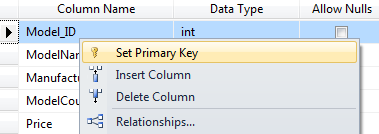 Column Name Data Type Allow Nulls
Model_ID int
ModelNa
Set Primary Key
Manufactu
Insert Column
ModelCou
Delete Column
Price
Relationships...